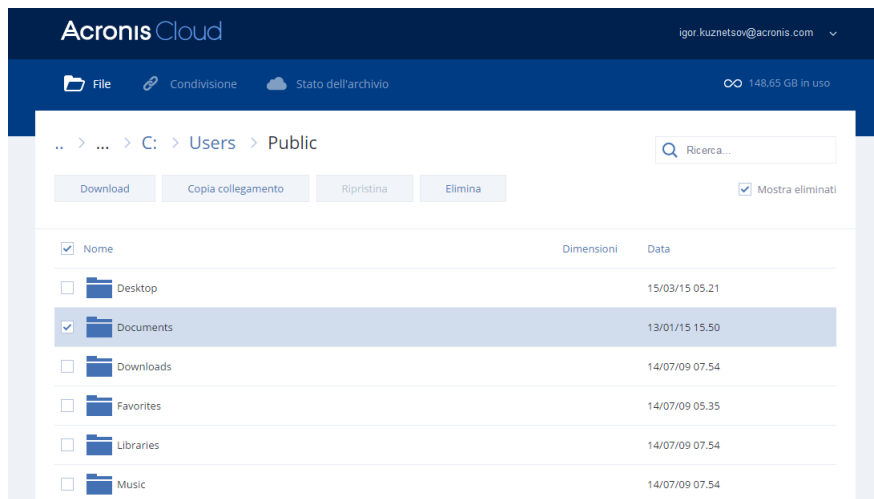 Acronis Cloud
igor.kuznetsov@acronis.com
File Condivisione Stato dell'archivio 148,65 GB in uso
.. > ... > C: > Users > Public
Ricerca...
Download Copia collegamento Ripristina Elimina
Mostra eliminati
Nome Dimensioni Data
Desktop 15/03/15 05.21
Documents 13/01/15 15.50
Downloads 14/07/09 07.54
Favorites 14/07/09 05.35
Libraries 14/07/09 07.54
Music 14/07/09 07.54